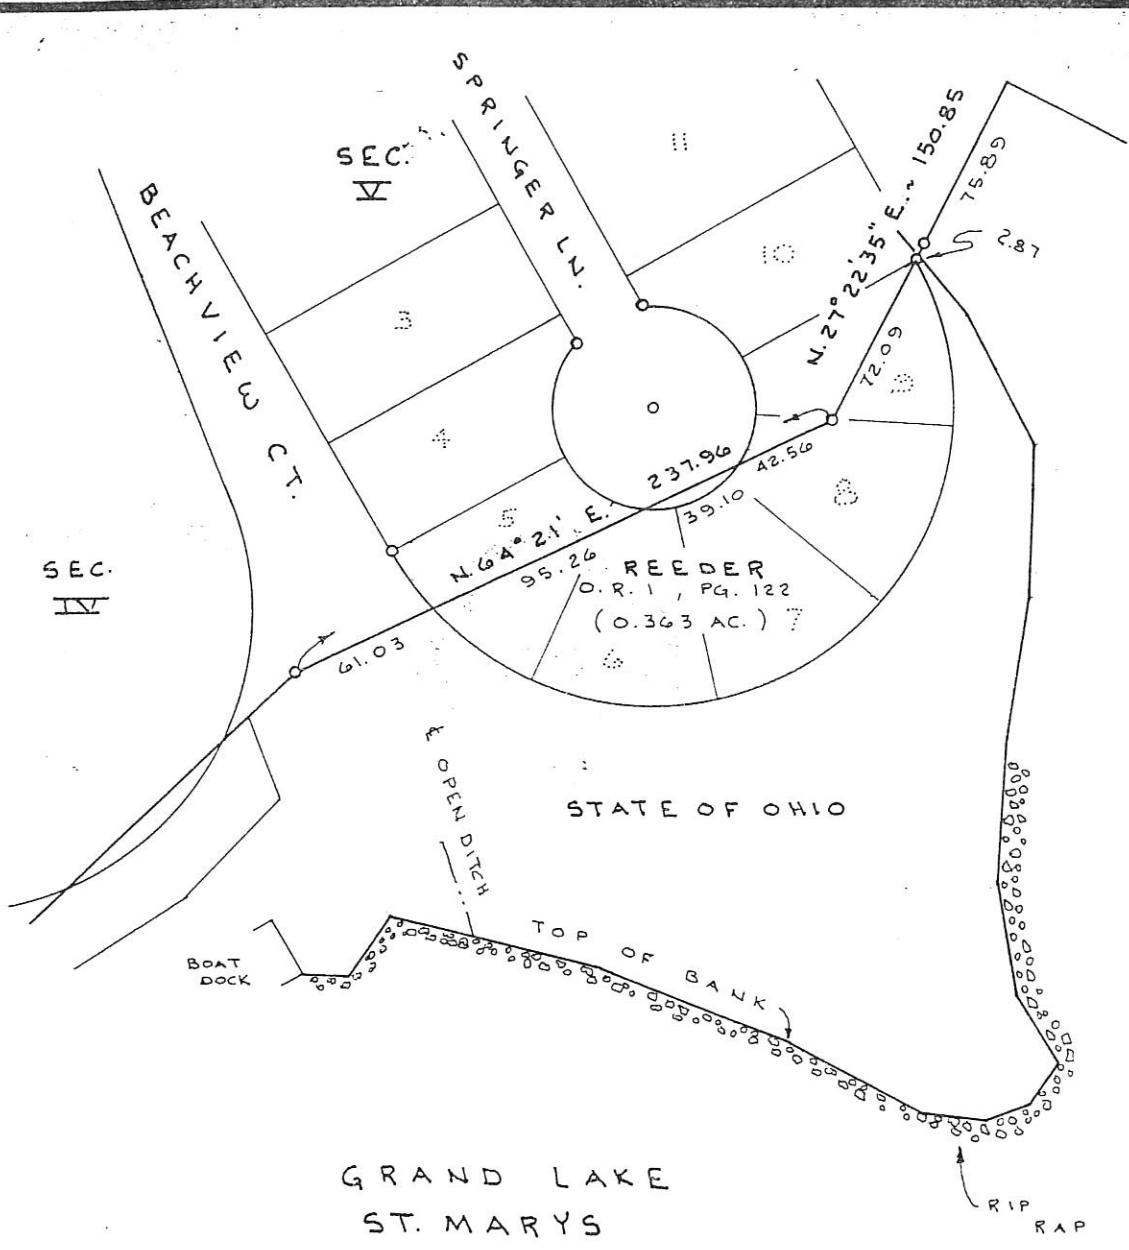 SPRINGER LN.
SEC.
V
BEACHVIEW CT.
11
N. 27° 22' 35" E. ~ 150.85
75.89
2.87
10
3
72.09
9
4
237.96
42.56
N. 64° 21' E.
39.10
8
5
95.26
REEDER
O. R. 1 , PG. 122
(0.363 AC.)
7
6
SEC.
IV
61.03
℄ OPEN DITCH
STATE OF OHIO
TOP OF BANK
BOAT
DOCK
GRAND LAKE
ST. MARYS
RIP
RAP